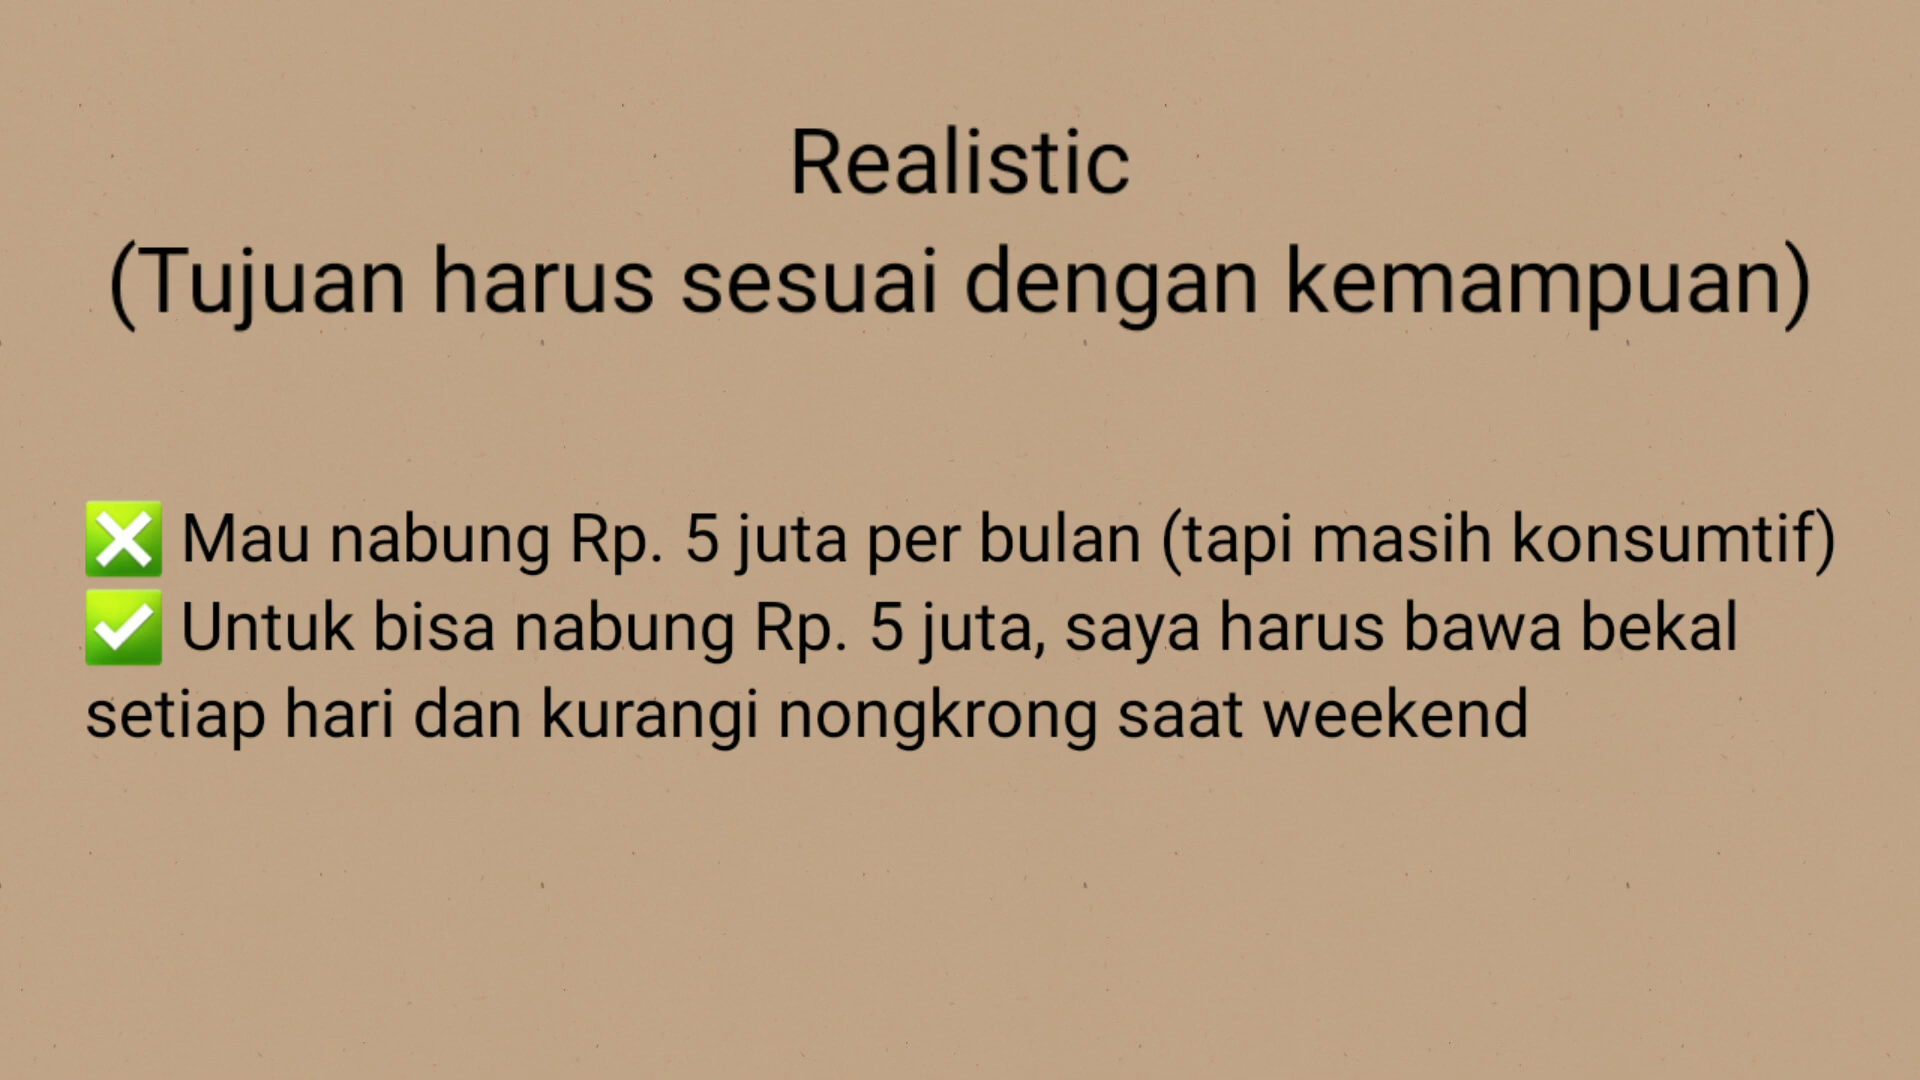 Realistic
(Tujuan harus sesuai dengan kemampuan)
❎ Mau nabung Rp. 5 juta per bulan (tapi masih konsumtif)
✅ Untuk bisa nabung Rp. 5 juta, saya harus bawa bekal
setiap hari dan kurangi nongkrong saat weekend